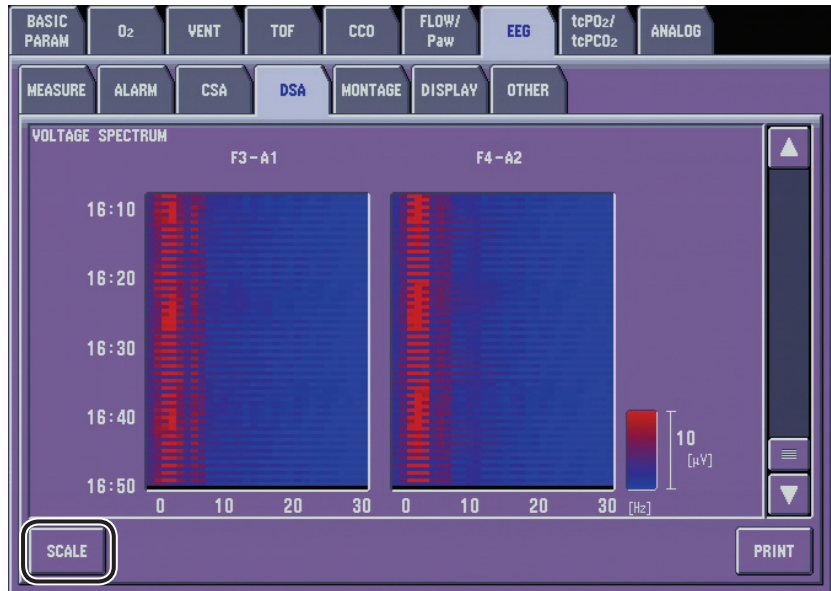 BASIC PARAM
O2
VENT
TOF
CCO
FLOW/ Paw
EEG
tcPO2/ tcPCO2
ANALOG
MEASURE
ALARM
CSA
DSA
MONTAGE
DISPLAY
OTHER
VOLTAGE SPECTRUM
F3-A1
F4-A2
16:10
16:20
16:30
16:40
16:50
10
[µV]
0 10 20 30 0 10 20 30 [Hz]
SCALE
PRINT